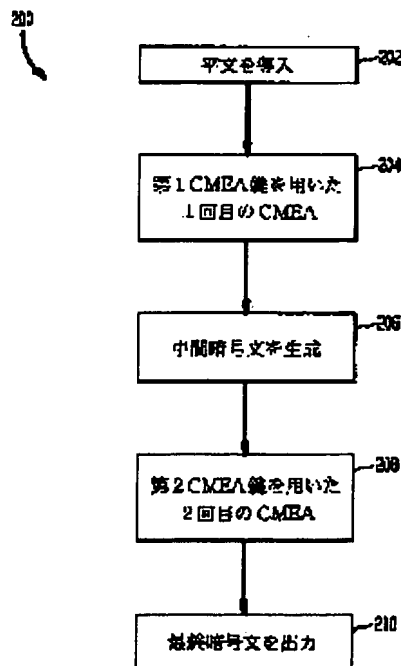 200
平文を導入
202
第1CMEA鍵を用いた
1回目のCMEA
204
中間暗号文を生成
206
第2CMEA鍵を用いた
2回目のCMEA
208
最終暗号文を出力
210